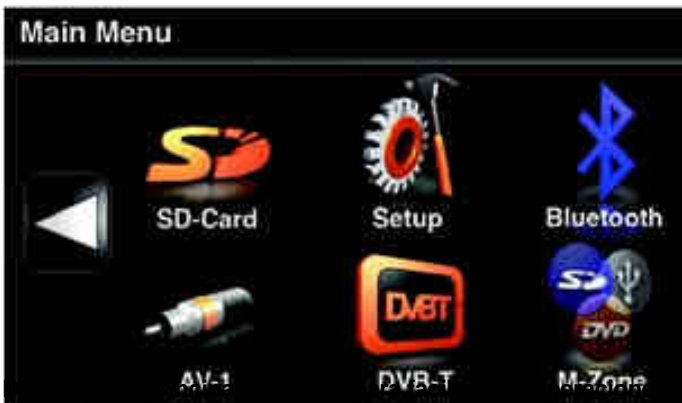 Main Menu
SD
SD-Card
Setup
Bluetooth
DVBT
SD
DVD
AV-1
DVB-T
M-Zone